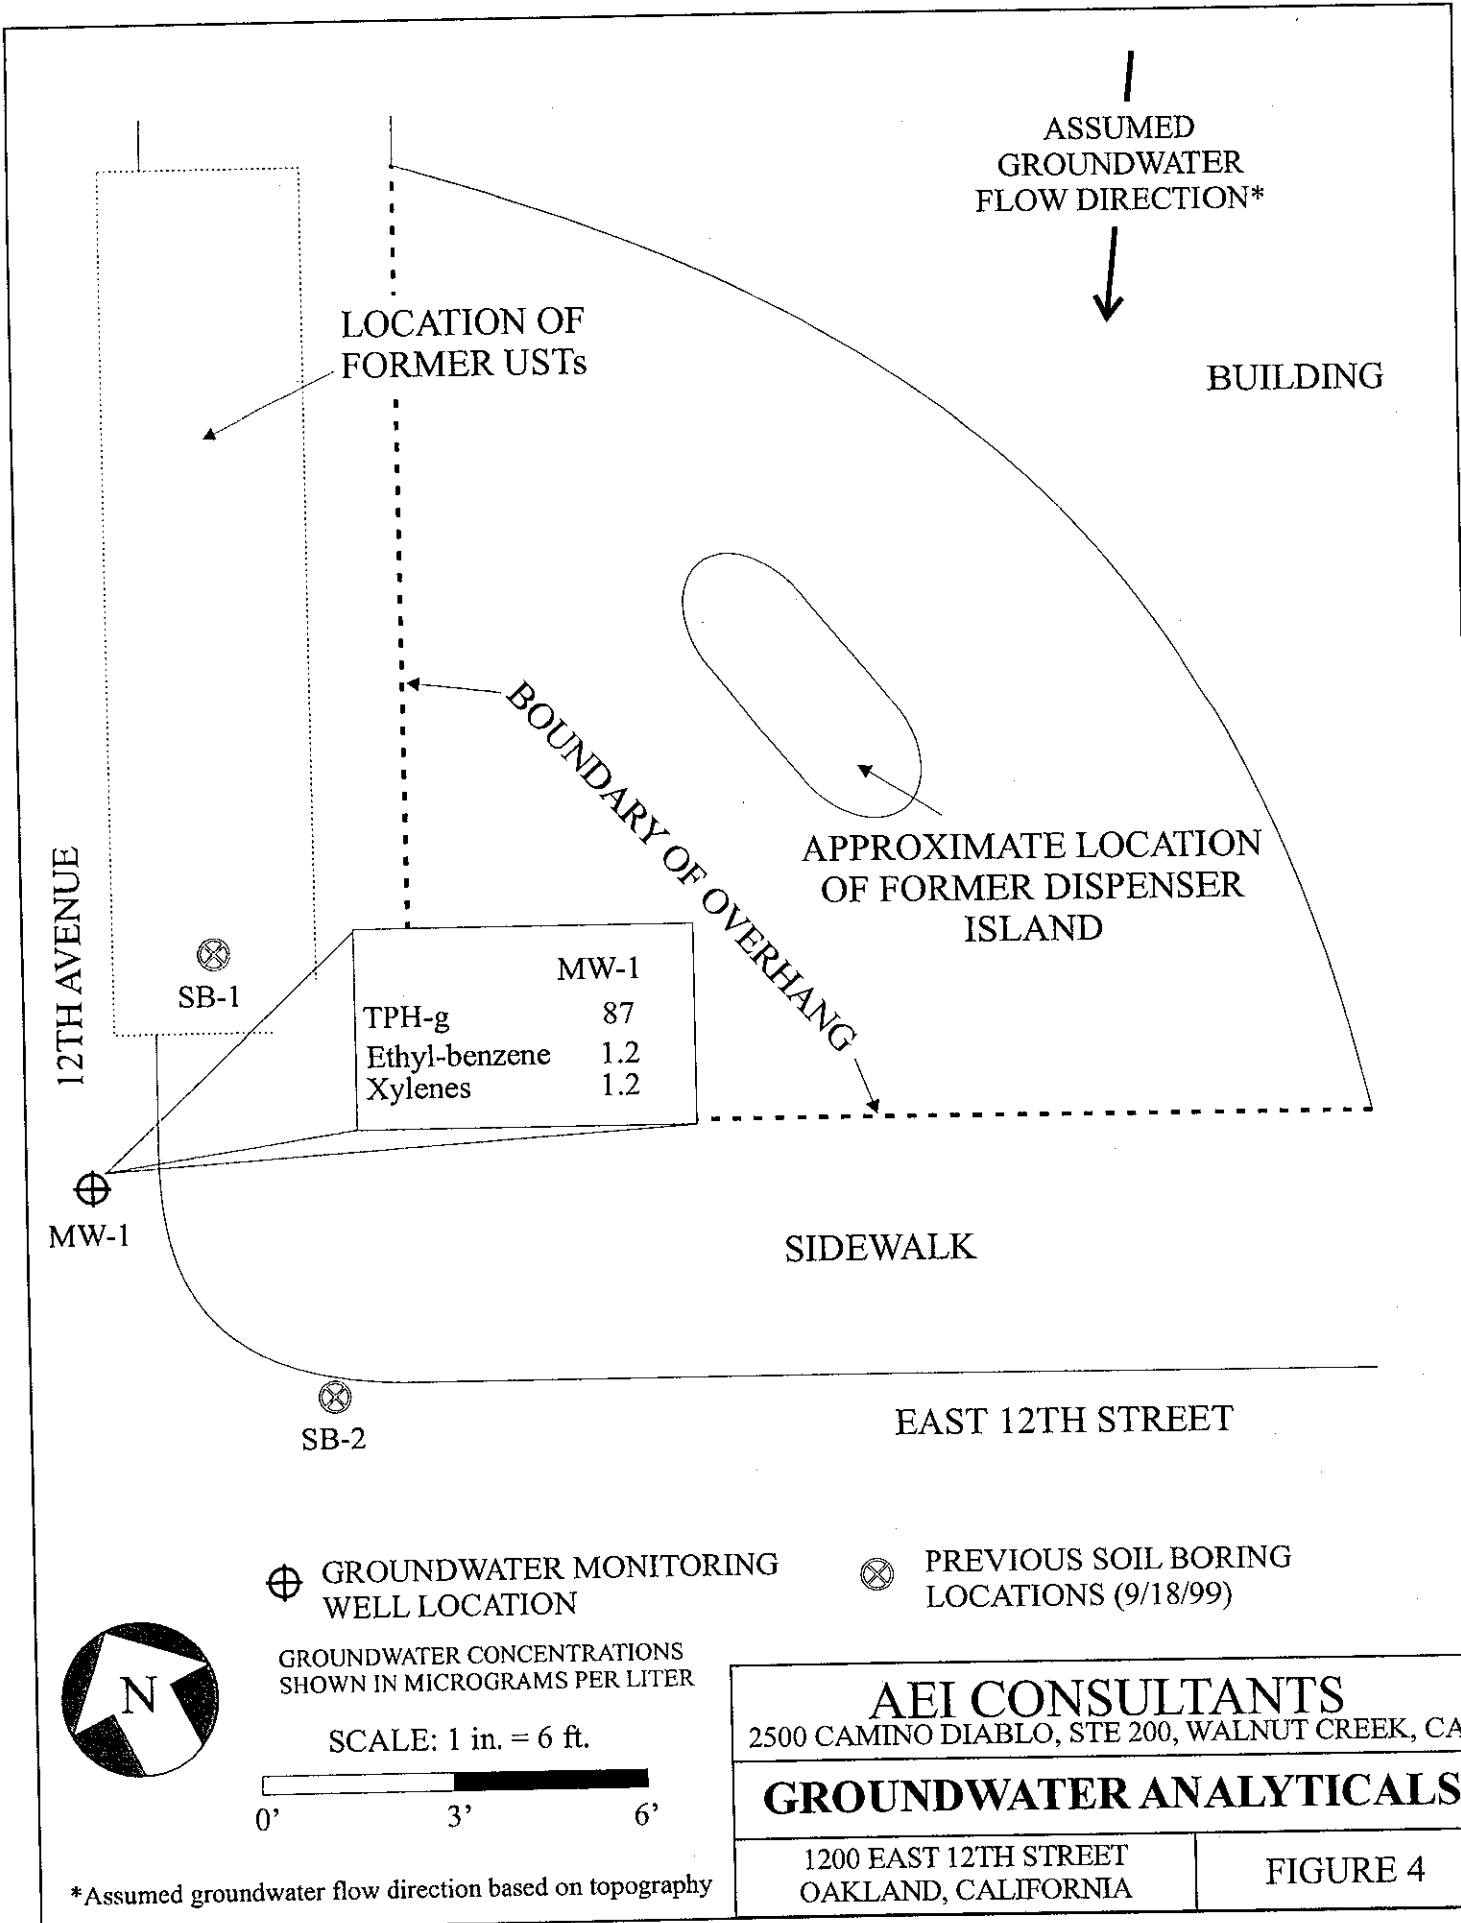 ASSUMED
GROUNDWATER
FLOW DIRECTION*
LOCATION OF
FORMER USTs
BUILDING
BOUNDARY OF OVERHANG
APPROXIMATE LOCATION
OF FORMER DISPENSER
ISLAND
12TH AVENUE
SB-1
MW-1
TPH-g 87
Ethyl-benzene 1.2
Xylenes 1.2
MW-1
SIDEWALK
SB-2
EAST 12TH STREET
GROUNDWATER MONITORING
WELL LOCATION
PREVIOUS SOIL BORING
LOCATIONS (9/18/99)
N
GROUNDWATER CONCENTRATIONS
SHOWN IN MICROGRAMS PER LITER
SCALE: 1 in. = 6 ft.
0' 3' 6'
*Assumed groundwater flow direction based on topography
AEI CONSULTANTS
2500 CAMINO DIABLO, STE 200, WALNUT CREEK, CA
GROUNDWATER ANALYTICALS
1200 EAST 12TH STREET
OAKLAND, CALIFORNIA
FIGURE 4